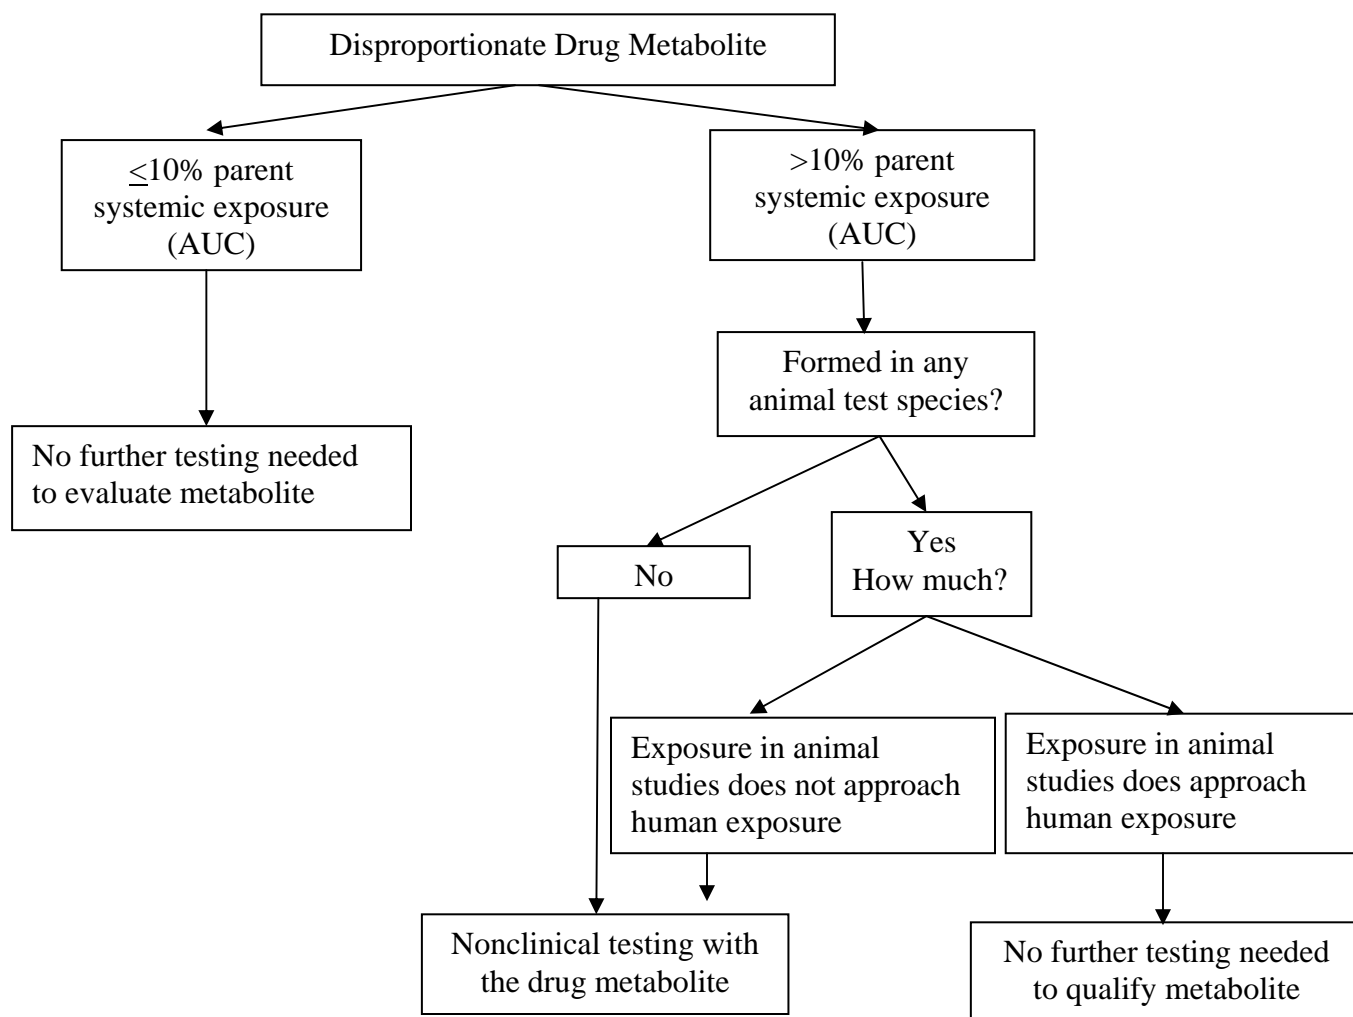 Disproportionate Drug Metabolite
≤10% parent
systemic exposure
(AUC)
>10% parent
systemic exposure
(AUC)
Formed in any
animal test species?
No further testing needed
to evaluate metabolite
No
Yes
How much?
Exposure in animal
studies does not approach
human exposure
Exposure in animal
studies does approach
human exposure
Nonclinical testing with
the drug metabolite
No further testing needed
to qualify metabolite